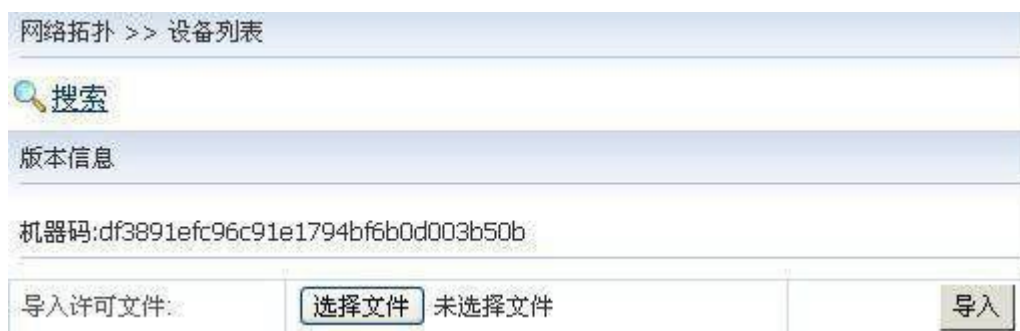 网络拓扑 >> 设备列表
搜索
版本信息
机器码:df3891efc96c91e1794bf6b0d003b50b
导入许可文件: 选择文件 未选择文件 导入